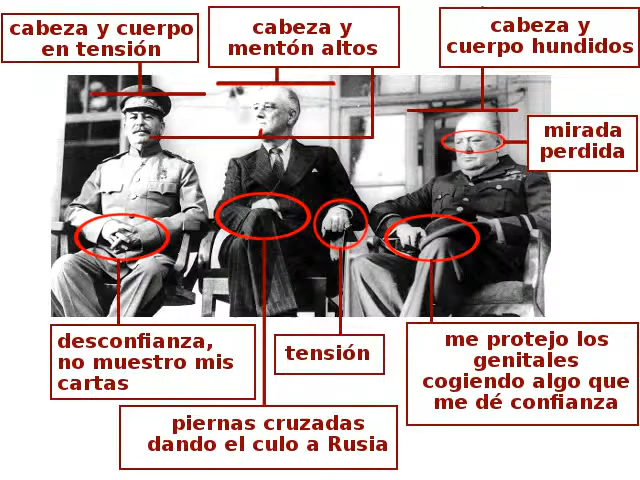 cabeza y cuerpo
en tensión
cabeza y
mentón altos
cabeza y
cuerpo hundidos
mirada
perdida
desconfianza,
no muestro mis
cartas
tensión
me protejo los
genitales
cogiendo algo que
me dé confianza
piernas cruzadas
dando el culo a Rusia